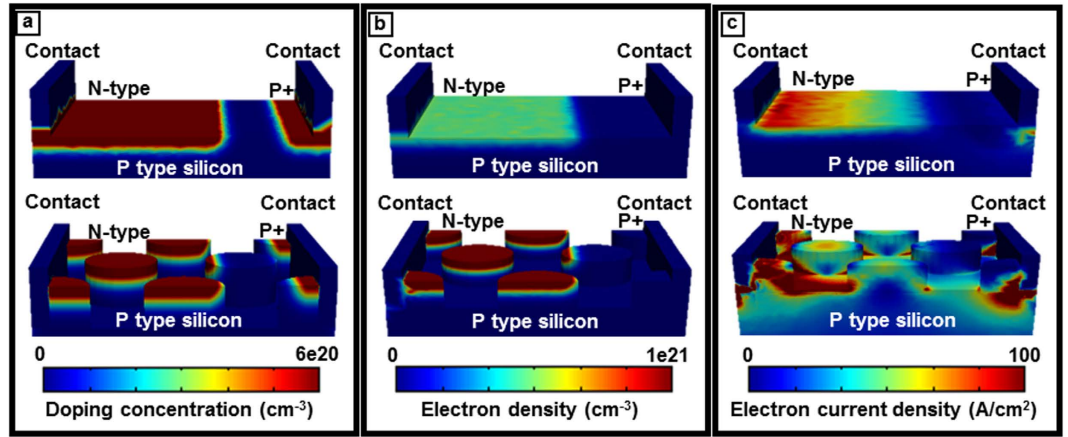 a
Contact
Contact
N-type
P+
P type silicon
Contact
Contact
N-type
P+
P type silicon
0
6e20
Doping concentration (cm-3)
b
Contact
Contact
N-type
P+
P type silicon
Contact
Contact
N-type
P+
P type silicon
0
1e21
Electron density (cm-3)
c
Contact
Contact
N-type
P+
P type silicon
Contact
Contact
N-type
P+
P type silicon
0
100
Electron current density (A/cm2)